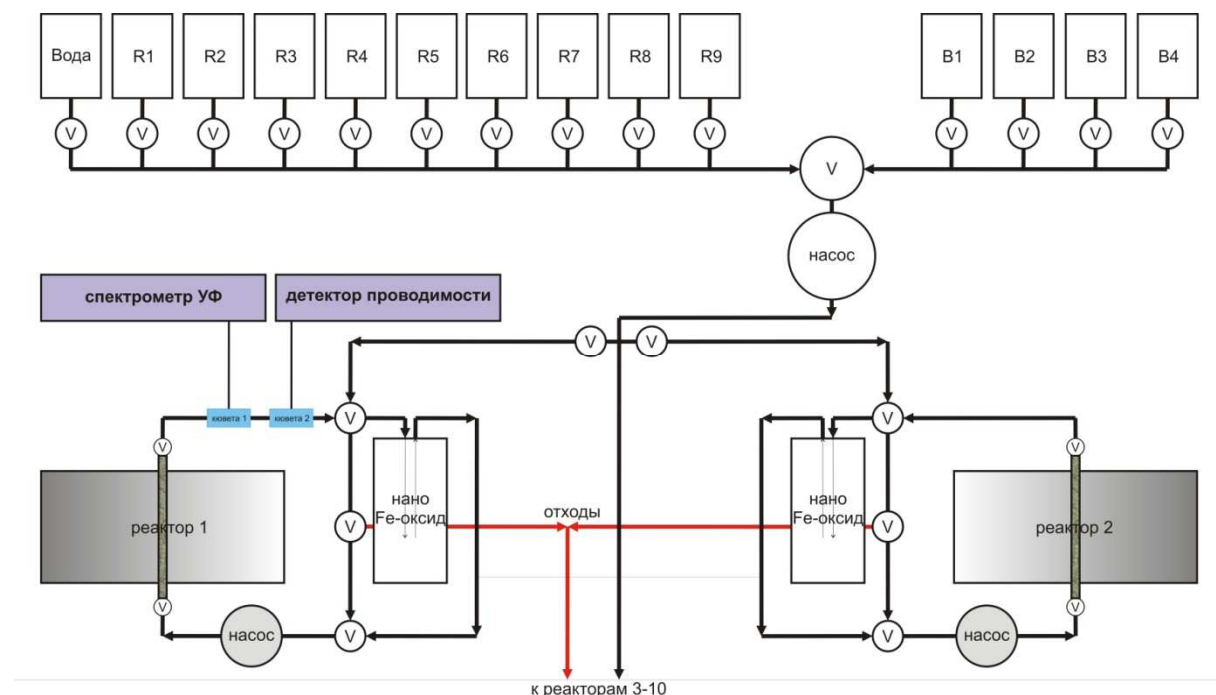 Вода R1 R2 R3 R4 R5 R6 R7 R8 R9 B1 B2 B3 B4
V V V V V V V V V V V V V V
V
насос
спектрометр УФ детектор проводимости
V V
кювета 1 кювета 2 V V
V V
нано
Fe-оксид
нано
Fe-оксид
отходы
реактор 1 V V реактор 2
V V
насос V V насос
к реакторам 3-10